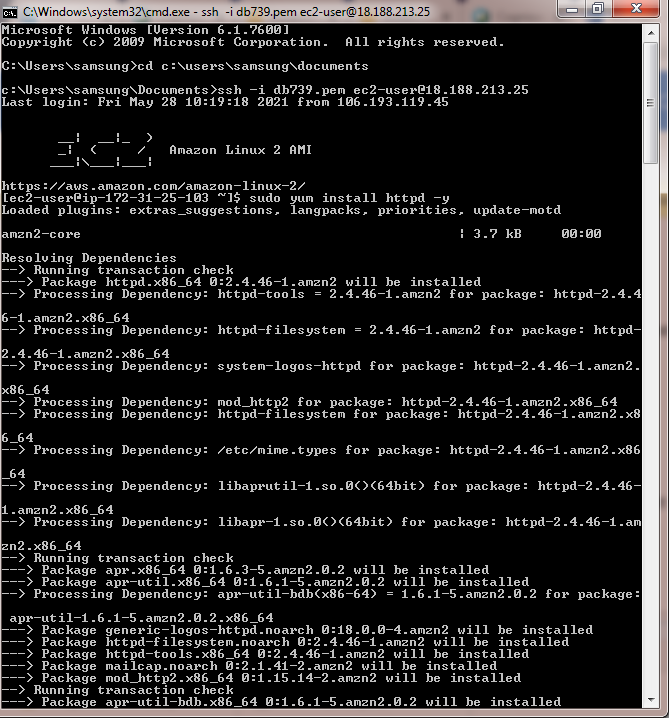 C:\Windows\system32\cmd.exe - ssh -i db739.pem ec2-user@18.188.213.25
Microsoft Windows [Version 6.1.7600]
Copyright (c) 2009 Microsoft Corporation.  All rights reserved.
C:\Users\samsung>cd c:\users\samsung\documents
c:\Users\samsung\Documents>ssh -i db739.pem ec2-user@18.188.213.25
Last login: Fri May 28 10:19:18 2021 from 106.193.119.45
__|  __|_  )
_|  (     /   Amazon Linux 2 AMI
___|\___|___|
https://aws.amazon.com/amazon-linux-2/
[ec2-user@ip-172-31-25-103 ~]$ sudo yum install httpd -y
Loaded plugins: extras_suggestions, langpacks, priorities, update-motd
amzn2-core | 3.7 kB     00:00
Resolving Dependencies
--> Running transaction check
---> Package httpd.x86_64 0:2.4.46-1.amzn2 will be installed
--> Processing Dependency: httpd-tools = 2.4.46-1.amzn2 for package: httpd-2.4.4
6-1.amzn2.x86_64
--> Processing Dependency: httpd-filesystem = 2.4.46-1.amzn2 for package: httpd-
2.4.46-1.amzn2.x86_64
--> Processing Dependency: system-logos-httpd for package: httpd-2.4.46-1.amzn2.
x86_64
--> Processing Dependency: mod_http2 for package: httpd-2.4.46-1.amzn2.x86_64
--> Processing Dependency: httpd-filesystem for package: httpd-2.4.46-1.amzn2.x8
6_64
--> Processing Dependency: /etc/mime.types for package: httpd-2.4.46-1.amzn2.x86
_64
--> Processing Dependency: libaprutil-1.so.0()(64bit) for package: httpd-2.4.46-
1.amzn2.x86_64
--> Processing Dependency: libapr-1.so.0()(64bit) for package: httpd-2.4.46-1.am
zn2.x86_64
--> Running transaction check
---> Package apr.x86_64 0:1.6.3-5.amzn2.0.2 will be installed
---> Package apr-util.x86_64 0:1.6.1-5.amzn2.0.2 will be installed
--> Processing Dependency: apr-util-bdb(x86-64) = 1.6.1-5.amzn2.0.2 for package:
apr-util-1.6.1-5.amzn2.0.2.x86_64
---> Package generic-logos-httpd.noarch 0:18.0.0-4.amzn2 will be installed
---> Package httpd-filesystem.noarch 0:2.4.46-1.amzn2 will be installed
---> Package httpd-tools.x86_64 0:2.4.46-1.amzn2 will be installed
---> Package mailcap.noarch 0:2.1.41-2.amzn2 will be installed
---> Package mod_http2.x86_64 0:1.15.14-2.amzn2 will be installed
--> Running transaction check
---> Package apr-util-bdb.x86_64 0:1.6.1-5.amzn2.0.2 will be installed